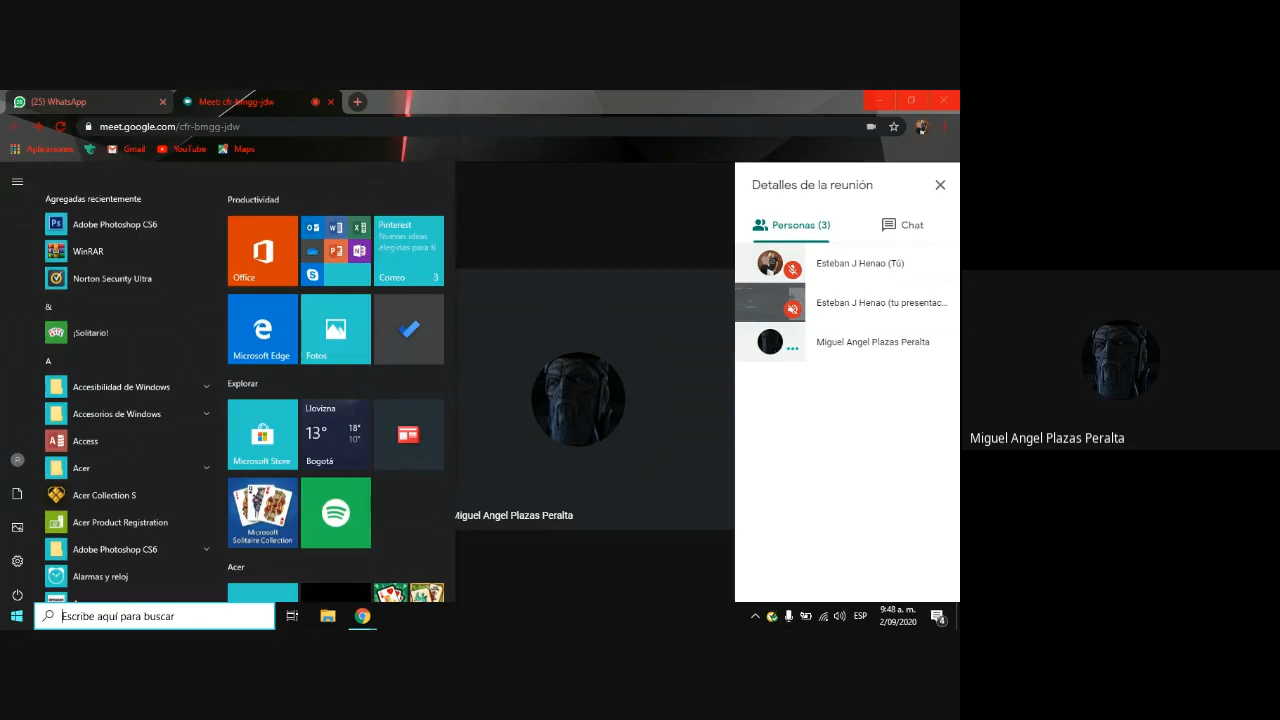 (25) WhatsApp
Meet: cfr-bmgg-jdw
meet.google.com/cfr-bmgg-jdw
Aplicaciones
Gmail
YouTube
Maps
Agregadas recientemente
Adobe Photoshop CS6
WinRAR
Norton Security Ultra
&
¡Solitario!
A
Accesibilidad de Windows
Accesorios de Windows
Access
Acer
Acer Collection S
Acer Product Registration
Adobe Photoshop CS6
Alarmas y reloj
Productividad
Office
Pinterest
Nuevas ideas
elegidas para ti
Correo 3
Microsoft Edge
Fotos
Explorar
Microsoft Store
Llovizna
13° 18°
10°
Bogotá
Microsoft
Solitaire Collection
Acer
Miguel Angel Plazas Peralta
Detalles de la reunión
Personas (3)
Chat
Esteban J Henao (Tú)
Esteban J Henao (tu presentac...
Miguel Angel Plazas Peralta
Escribe aquí para buscar
ESP
9:48 a. m.
2/09/2020
4
Miguel Angel Plazas Peralta